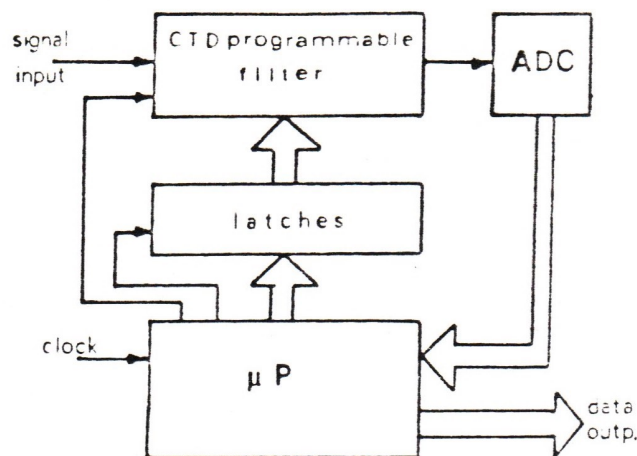 signal
input
CTD programmable
filter
ADC
latches
clock
μP
data
outp.